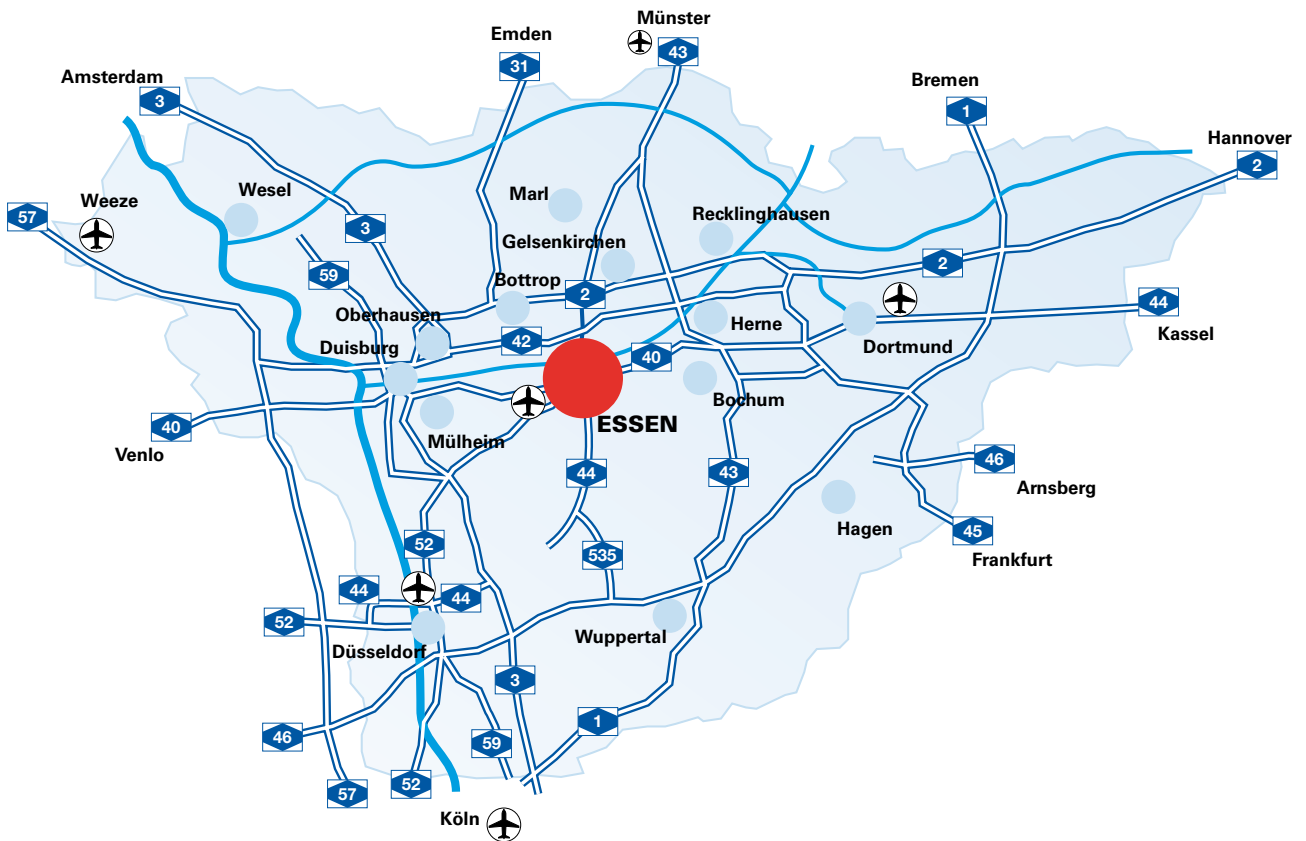 Münster
43
Emden
31
Amsterdam
3
Bremen
1
Hannover
2
Wesel
Marl
Weeze
57
Recklinghausen
3
Gelsenkirchen
59
2
Bottrop
2
44
Oberhausen
Herne
Kassel
42
Duisburg
40
Dortmund
Bochum
ESSEN
40
Mülheim
Venlo
46
44
43
Arnsberg
Hagen
45
52
535
Frankfurt
44
44
52
Wuppertal
Düsseldorf
3
46
1
59
52
57
Köln